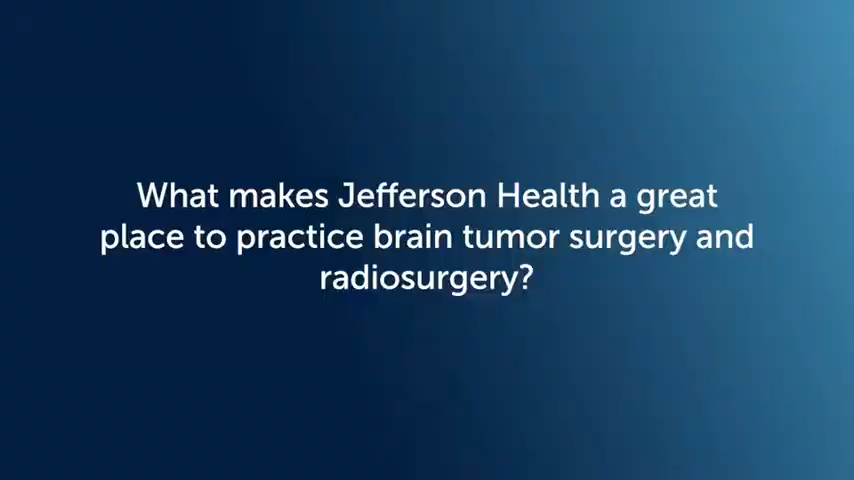 What makes Jefferson Health a great
place to practice brain tumor surgery and
radiosurgery?